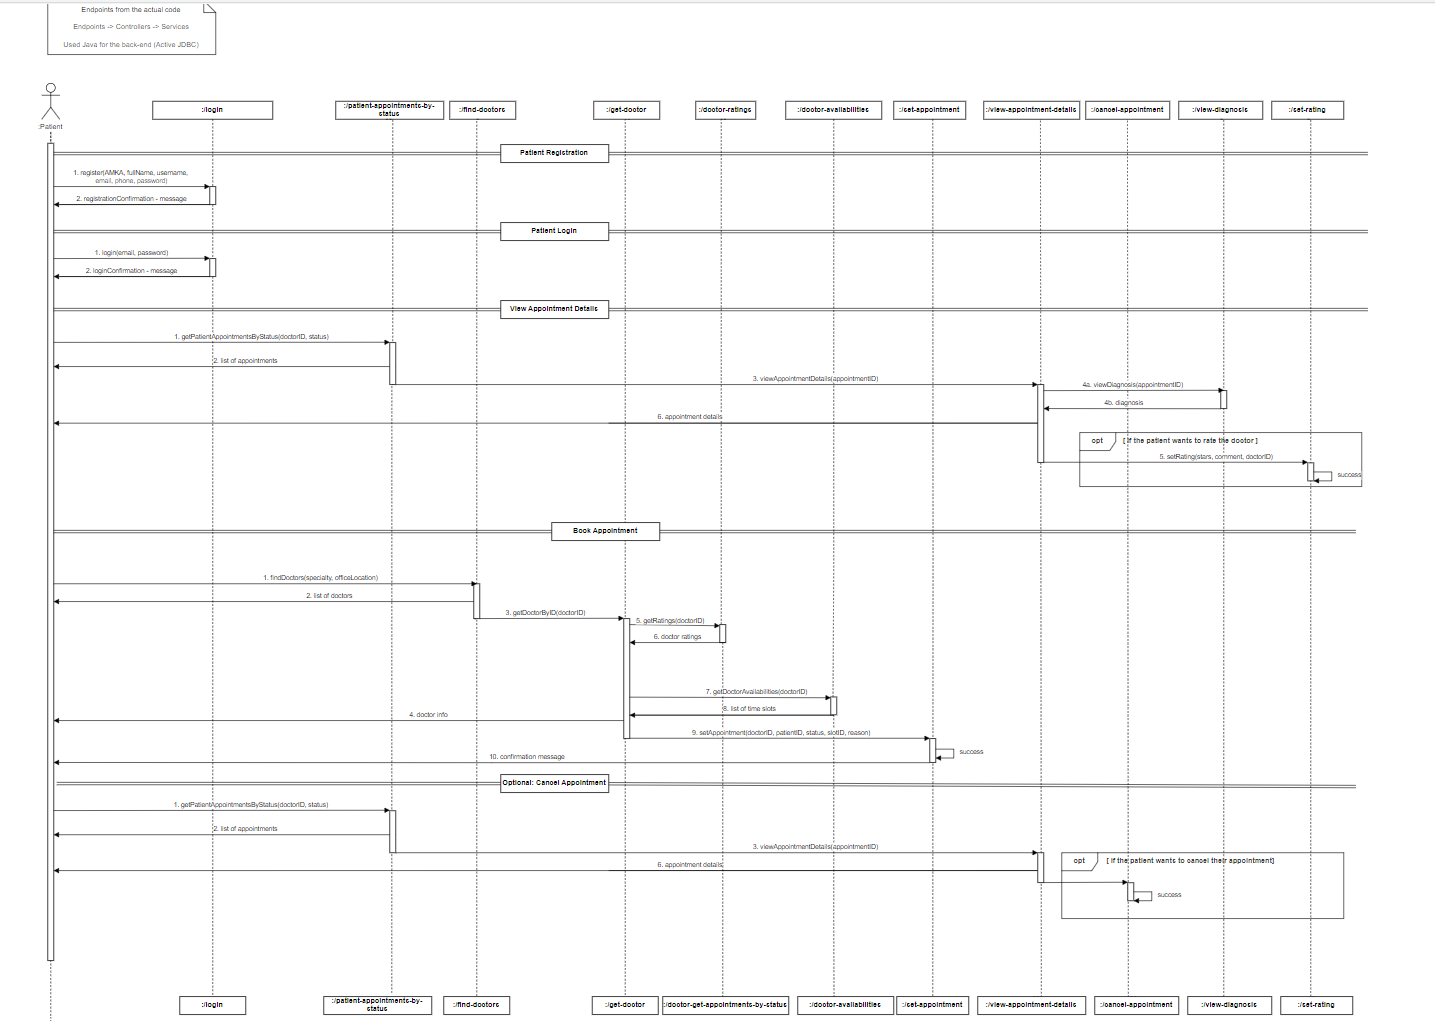 Endpoints from the actual code
Endpoints -> Controllers -> Services
Used Java for the back-end (Active JDBC)
:Patient
:/login
:/patient-appointments-by-
status
:/find-doctors
:/get-doctor
:/doctor-ratings
:/doctor-availabilities
:/set-appointment
:/view-appointment-details
:/cancel-appointment
:/view-diagnosis
:/set-rating
Patient Registration
1. register(AMKA, fullName, username,
email, phone, password)
2. registrationConfirmation - message
Patient Login
1. login(email, password)
2. loginConfirmation - message
View Appointment Details
1. getPatientAppointmentsByStatus(doctorID, status)
2. list of appointments
3. viewAppointmentDetails(appointmentID)
4a. viewDiagnosis(appointmentID)
4b. diagnosis
6. appointment details
opt
[ if the patient wants to rate the doctor ]
5. setRating(stars, comment, doctorID)
success
Book Appointment
1. findDoctors(specialty, officeLocation)
2. list of doctors
3. getDoctorByID(doctorID)
5. getRatings(doctorID)
6. doctor ratings
7. getDoctorAvailabilities(doctorID)
8. list of time slots
4. doctor info
9. setAppointment(doctorID, patientID, status, slotID, reason)
success
10. confirmation message
Optional: Cancel Appointment
1. getPatientAppointmentsByStatus(doctorID, status)
2. list of appointments
3. viewAppointmentDetails(appointmentID)
6. appointment details
opt
[ if the patient wants to cancel their appointment]
success
:/login
:/patient-appointments-by-
status
:/find-doctors
:/get-doctor
:/doctor-get-appointments-by-status
:/doctor-availabilities
:/set-appointment
:/view-appointment-details
:/cancel-appointment
:/view-diagnosis
:/set-rating